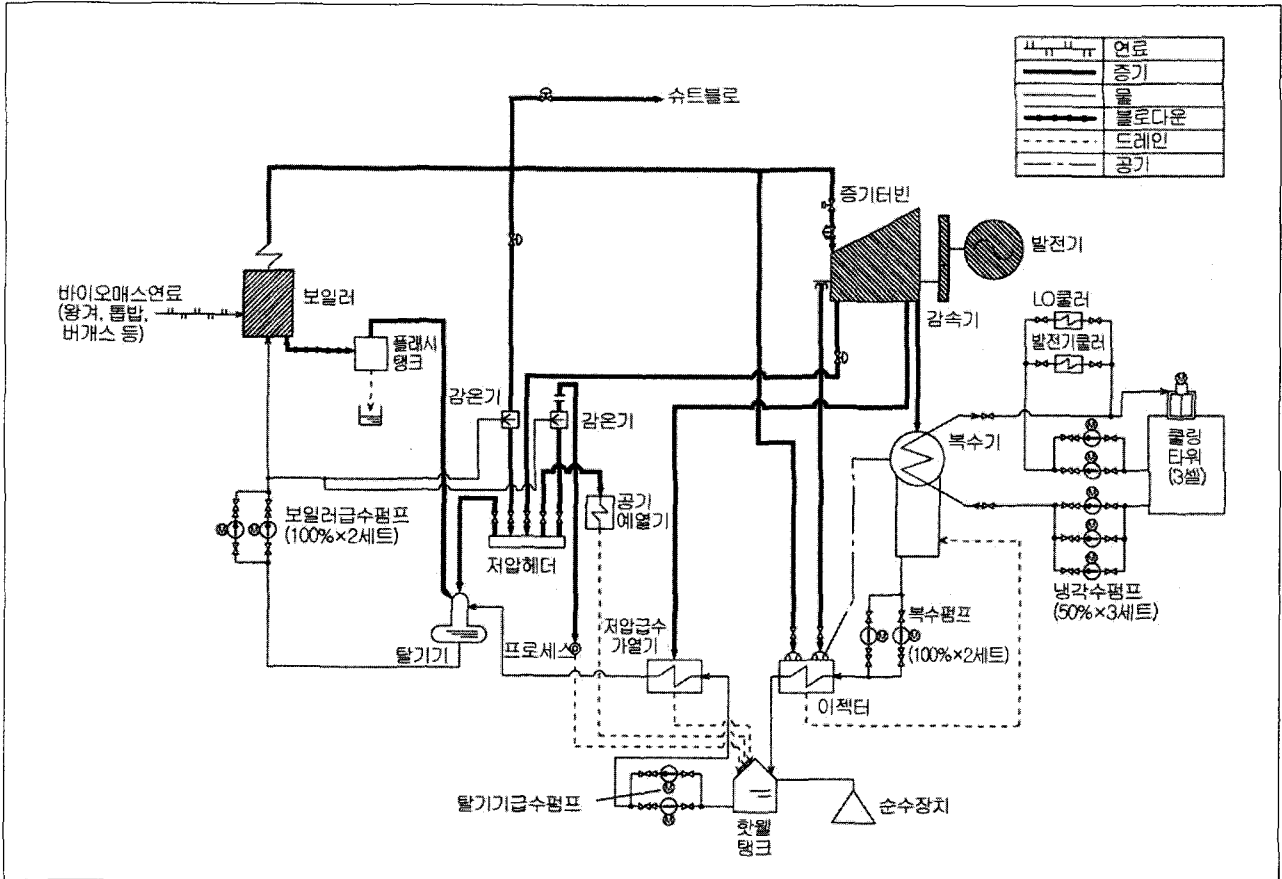 연료
증기
물
블로다운
드레인
공기
슈트블로
증기터빈
발전기
바이오매스연료
(왕겨, 톱밥,
버개스 등)
보일러
플래시
탱크
감속기
LO쿨러
발전기쿨러
감온기
감온기
복수기
쿨링
타워
(3셀)
보일러급수펌프
(100%×2세트)
공기
예열기
저압헤더
냉각수펌프
(50%×3세트)
탈기기
프로세스
저압급수
가열기
복수펌프
(100%×2세트)
이젝터
탈기기급수펌프
핫웰
탱크
순수장치